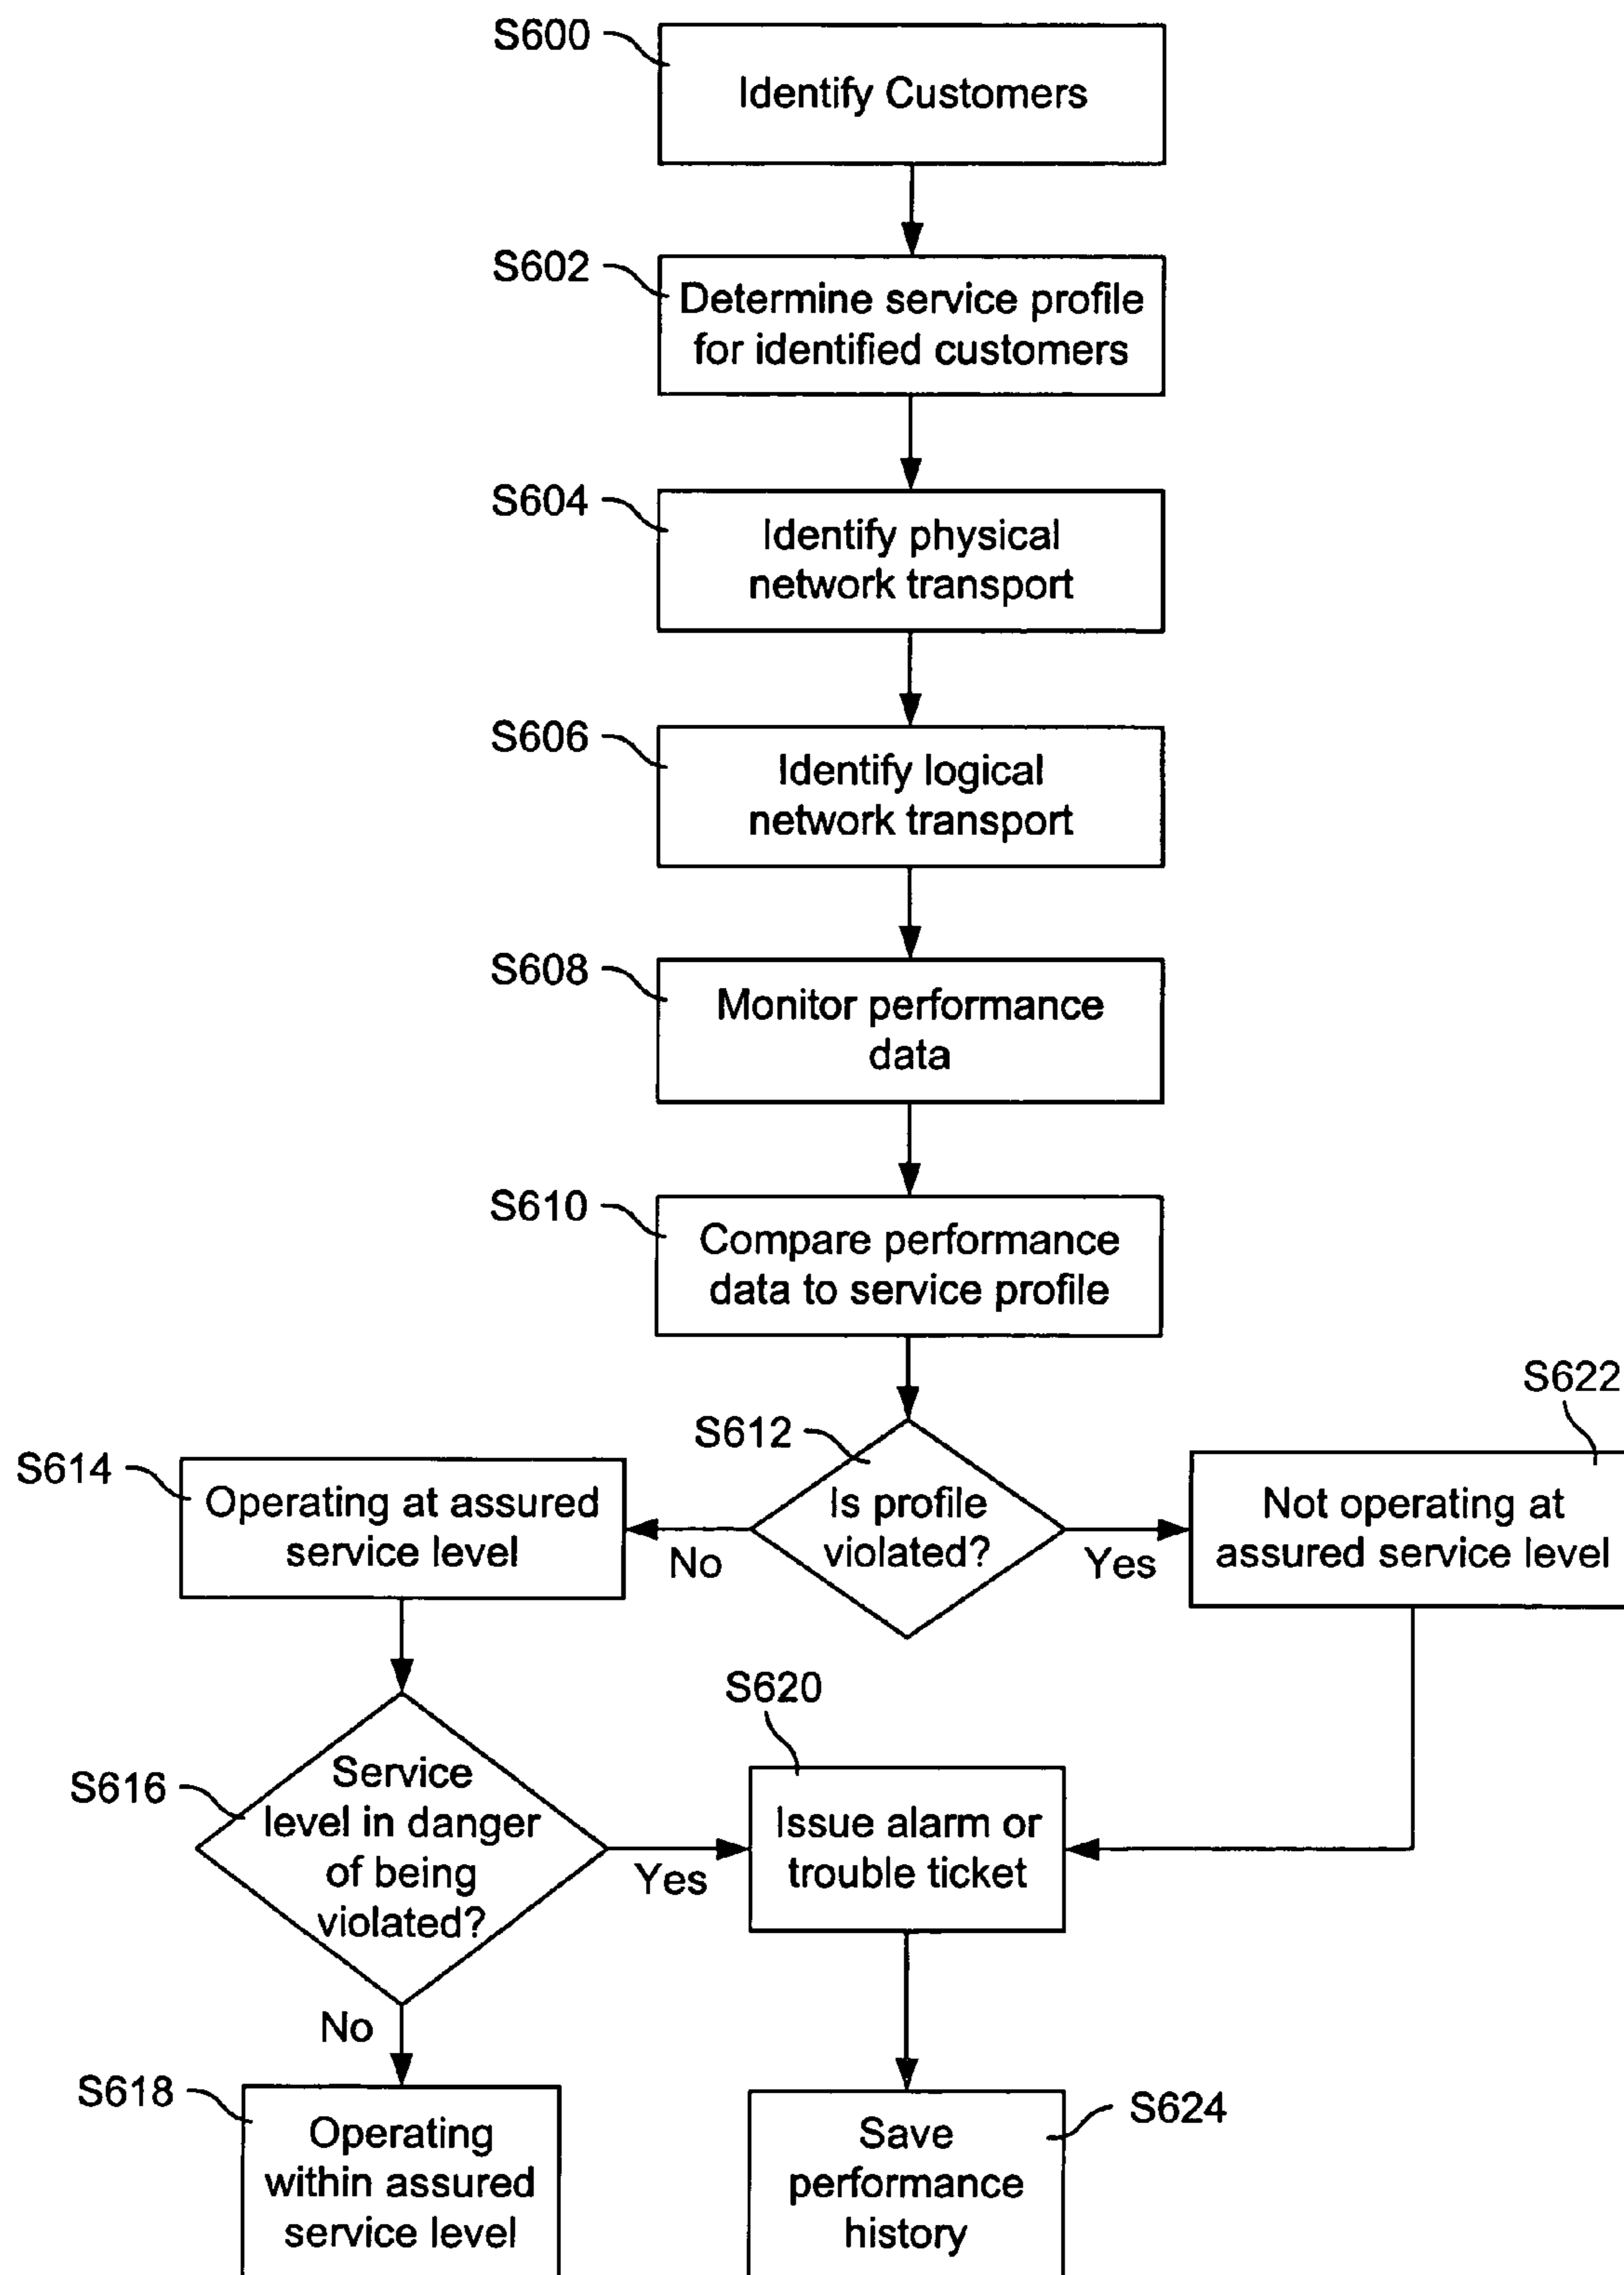 S600
Identify Customers
S602
Determine service profile
for identified customers
S604
Identify physical
network transport
S606
Identify logical
network transport
S608
Monitor performance
data
S610
Compare performance
data to service profile
S612
Is profile
violated?
No
Yes
S614
Operating at assured
service level
S622
Not operating at
assured service level
S616
Service
level in danger
of being
violated?
Yes
No
S620
Issue alarm or
trouble ticket
S618
Operating
within assured
service level
S624
Save
performance
history